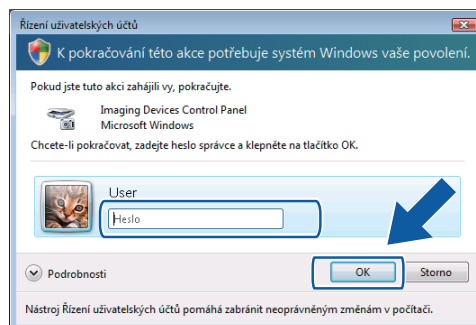 Řízení uživatelských účtů
K pokračování této akce potřebuje systém Windows vaše povolení.
Pokud jste tuto akci zahájili vy, pokračujte.
Imaging Devices Control Panel
Microsoft Windows
Chcete-li pokračovat, zadejte heslo správce a klepněte na tlačítko OK.
User
Heslo
Podrobnosti
OK
Storno
Nástroj Řízení uživatelských účtů pomáhá zabránit neoprávněným změnám v počítači.